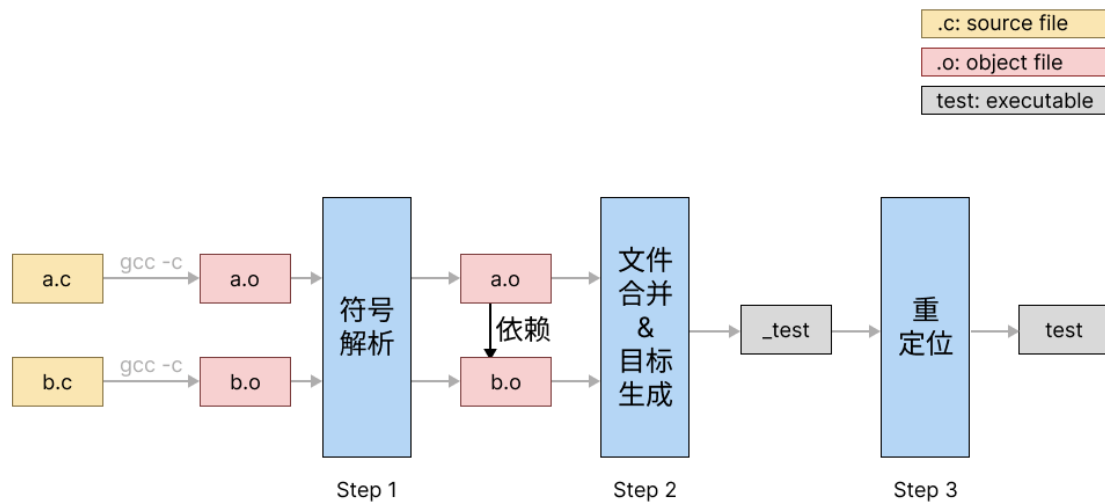 .c: source file
.o: object file
test: executable
a.c
gcc -c
a.o
b.c
gcc -c
b.o
符号
解析
Step 1
a.o
依赖
b.o
文件
合并
&
目标
生成
Step 2
_test
重
定位
Step 3
test